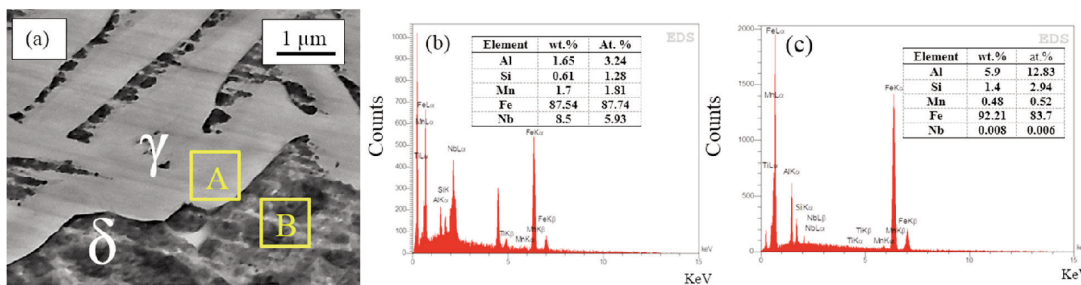 (a)
1 μm
γ
A
B
δ
(b)
EDS
Element wt.% At. %
Al 1.65 3.24
Si 0.61 1.28
Mn 1.7 1.81
Fe 87.54 87.74
Nb 8.5 5.93
Counts
1000
800
600
400
200
0
FeLα
MnLα
TiLα
SiK
AlKα
NbLα
TiKβ
MnKα
FeKα
FeKβ
MnKβ
0 5 10 15
keV
KeV
(c)
EDS
Element wt.% at.%
Al 5.9 12.83
Si 1.4 2.94
Mn 0.48 0.52
Fe 92.21 83.7
Nb 0.008 0.006
Counts
2000
1500
1000
500
0
FeLα
MnLα
TiLα
AlKα
SiKα
NbLβ
NbLα
TiKβ
TiKα
MnKα
FeKα
FeKβ
MnKβ
0 5 10 15
KeV